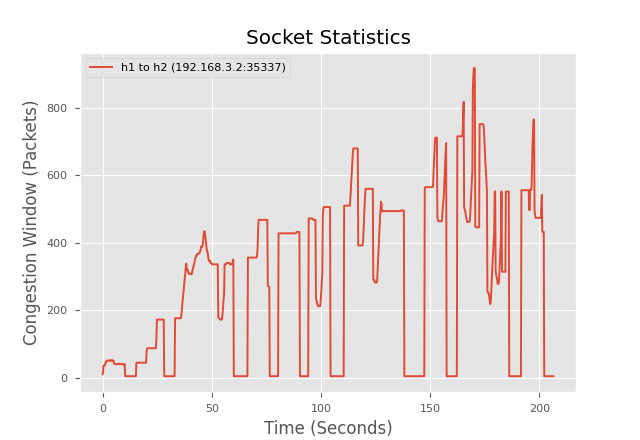 Socket Statistics
h1 to h2 (192.168.3.2:35337)
Congestion Window (Packets)
800
600
400
200
0
0 50 100 150 200
Time (Seconds)